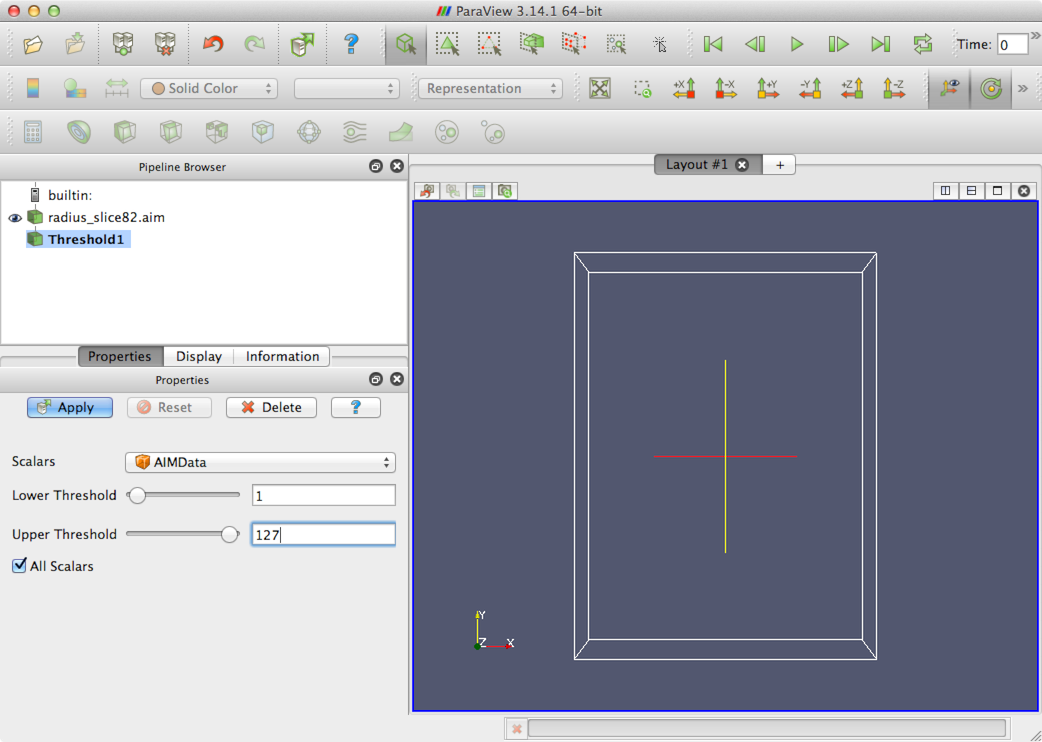 ParaView 3.14.1 64-bit
?
Time: 0
»
Solid Color
Representation
+X -X +Y -Y +Z -Z
»
Pipeline Browser
Layout #1 +
builtin:
radius_slice82.aim
Threshold1
Properties Display Information
Properties
Apply Reset Delete ?
Scalars AIMData
Lower Threshold 1
Upper Threshold 127
All Scalars
Y
Z X